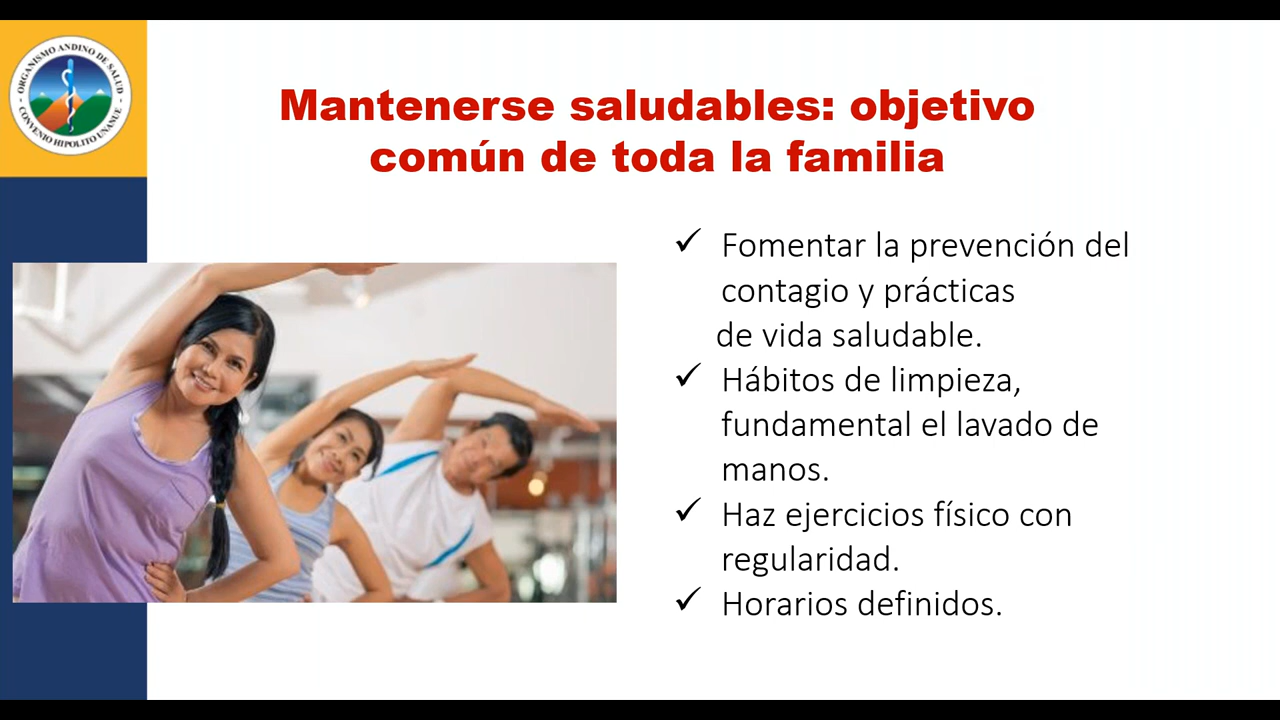 ORGANISMO ANDINO DE SALUD
CONVENIO HIPOLITO UNANUE
Mantenerse saludables: objetivo
común de toda la familia
✓ Fomentar la prevención del
contagio y prácticas
de vida saludable.
✓ Hábitos de limpieza,
fundamental el lavado de
manos.
✓ Haz ejercicios físico con
regularidad.
✓ Horarios definidos.